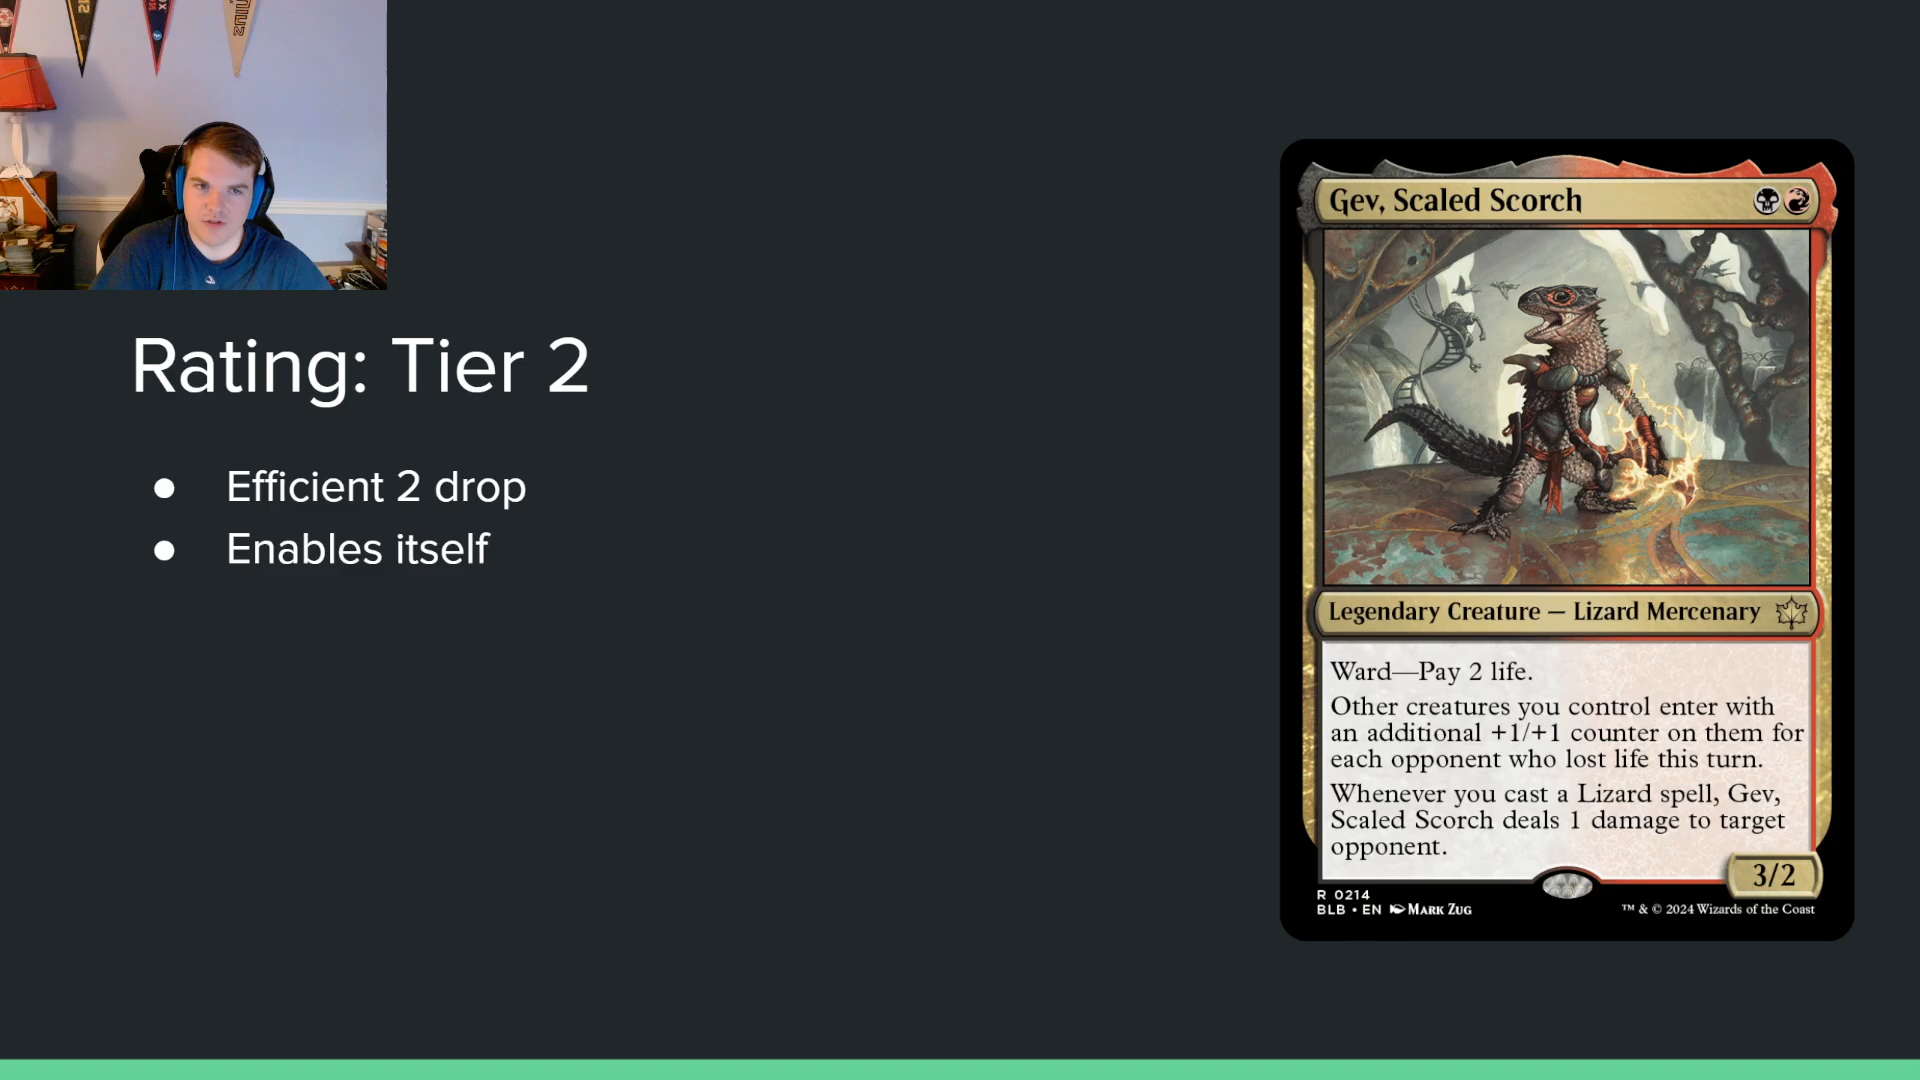 Rating: Tier 2
● Efficient 2 drop
● Enables itself
Gev, Scaled Scorch
Legendary Creature — Lizard Mercenary
Ward—Pay 2 life.
Other creatures you control enter with
an additional +1/+1 counter on them for
each opponent who lost life this turn.
Whenever you cast a Lizard spell, Gev,
Scaled Scorch deals 1 damage to target
opponent.
3/2
R 0214
BLB • EN Mark Zug
™ & © 2024 Wizards of the Coast